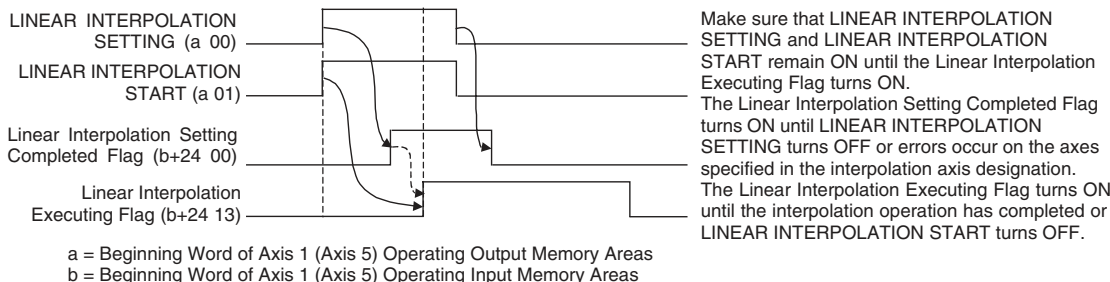 LINEAR INTERPOLATION
SETTING (a 00)
LINEAR INTERPOLATION
START (a 01)
Linear Interpolation Setting
Completed Flag (b+24 00)
Linear Interpolation
Executing Flag (b+24 13)
Make sure that LINEAR INTERPOLATION
SETTING and LINEAR INTERPOLATION
START remain ON until the Linear Interpolation
Executing Flag turns ON.
The Linear Interpolation Setting Completed Flag
turns ON until LINEAR INTERPOLATION
SETTING turns OFF or errors occur on the axes
specified in the interpolation axis designation.
The Linear Interpolation Executing Flag turns ON
until the interpolation operation has completed or
LINEAR INTERPOLATION START turns OFF.
a = Beginning Word of Axis 1 (Axis 5) Operating Output Memory Areas
b = Beginning Word of Axis 1 (Axis 5) Operating Input Memory Areas